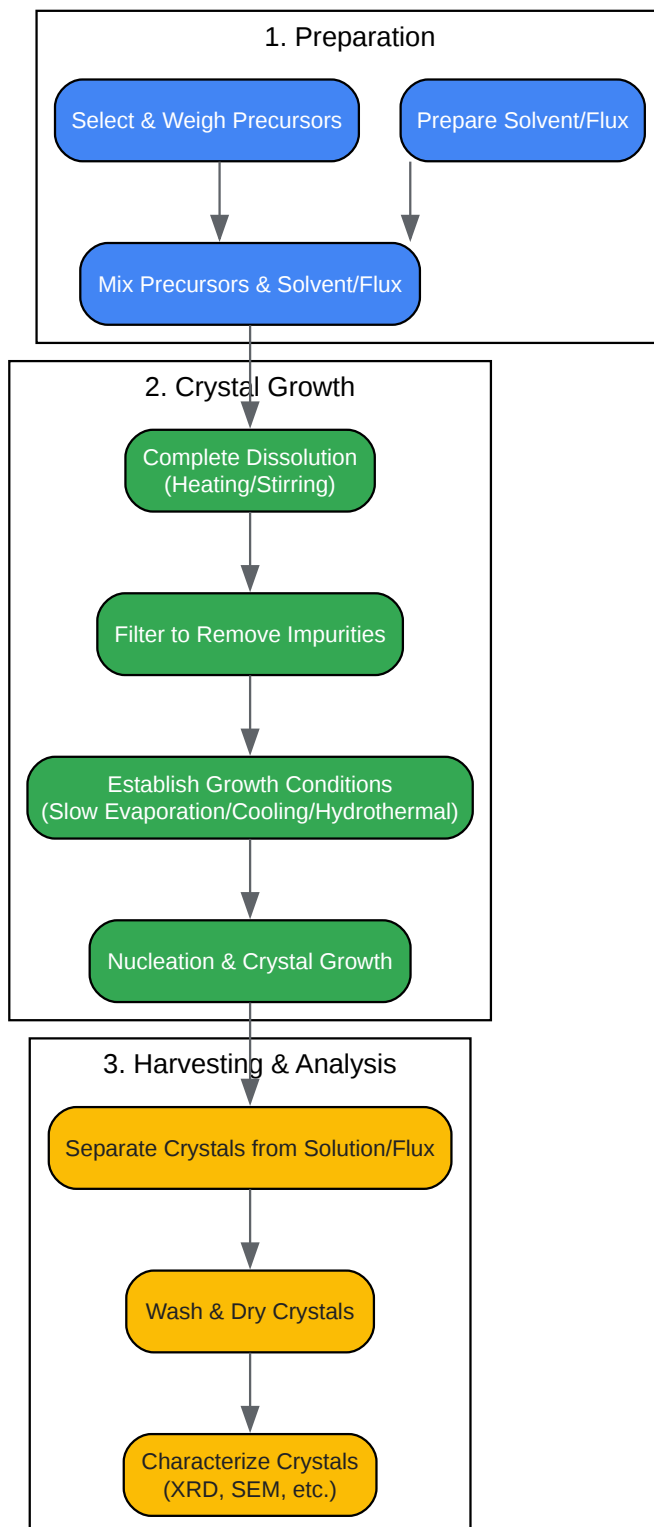 1. Preparation
Select & Weigh Precursors
Prepare Solvent/Flux
Mix Precursors & Solvent/Flux
2. Crystal Growth
Complete Dissolution
(Heating/Stirring)
Filter to Remove Impurities
Establish Growth Conditions
(Slow Evaporation/Cooling/Hydrothermal)
Nucleation & Crystal Growth
3. Harvesting & Analysis
Separate Crystals from Solution/Flux
Wash & Dry Crystals
Characterize Crystals
(XRD, SEM, etc.)